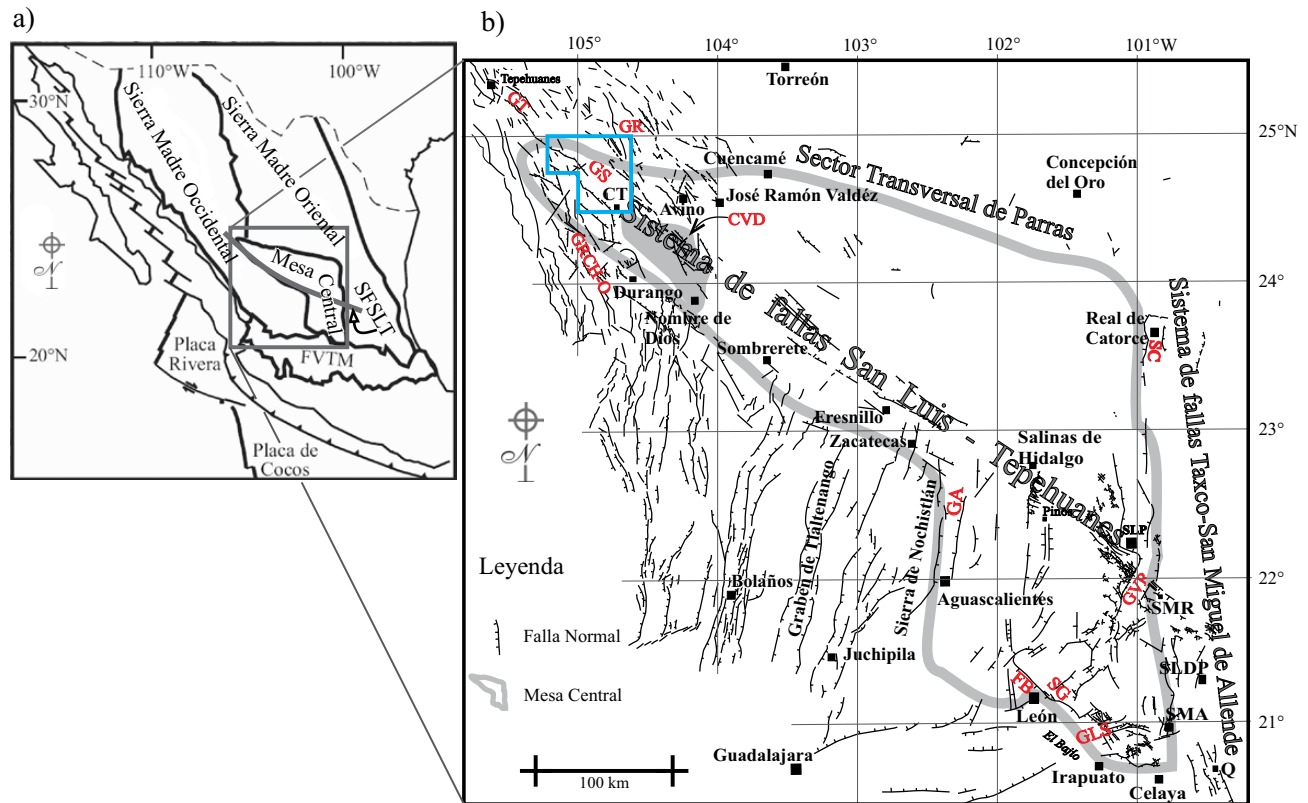 a)
110°W
100°W
30°N
20°N
Sierra Madre Occidental
Sierra Madre Oriental
Mesa
Central
SFSLT
FVTM
Placa
Rivera
Placa de
Cocos
N
b)
105°
104°
103°
102°
101°W
Tepehuanes
GT
Torreón
GR
25°N
Cuencamé
Sector Transversal de Parras
Concepción
del Oro
GS
CT
Avino
José Ramón Valdéz
CVD
GRCH-O
Durango
24°
Nombre de
Dios
Sistema de fallas San Luis - Tepehuanes
Real de
Catorce
SC
Sistema de fallas Taxco-San Miguel de Allende
Sombrerete
N
Eresnillo
23°
Zacatecas
Salinas de
Hidalgo
GA
Pinos
SLP
Graben de Tlaltenango
Sierra de Nochistlán
Leyenda
Falla Normal
Mesa Central
Bolaños
22°
Aguascalientes
GVR
SMR
Juchipila
SLDP
FB
SG
León
SMA
21°
GLS
El Bajío
Guadalajara
Irapuato
Q
Celaya
100 km